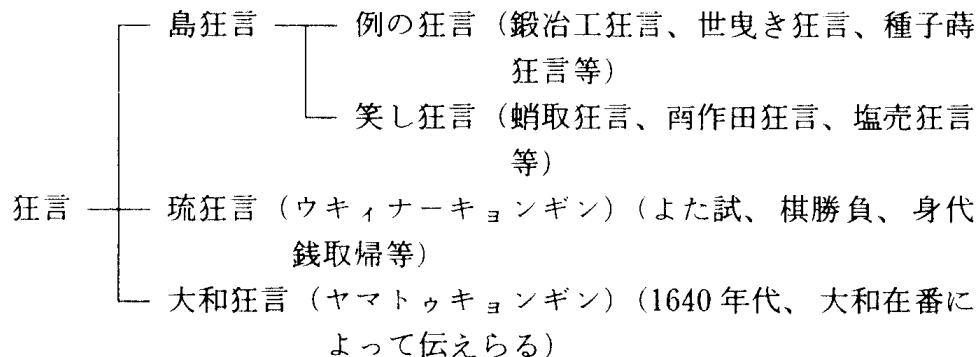 島狂言 例の狂言（鍛冶工狂言、世曳き狂言、種子蒔
狂言等）
笑し狂言（蛸取狂言、両作田狂言、塩売狂言
等）
狂言 琉狂言（ウキィナーキョンギン）（よた試、棋勝負、身代
銭取帰等）
大和狂言（ヤマトゥキョンギン）（1640年代、大和在番に
よって伝えらる）